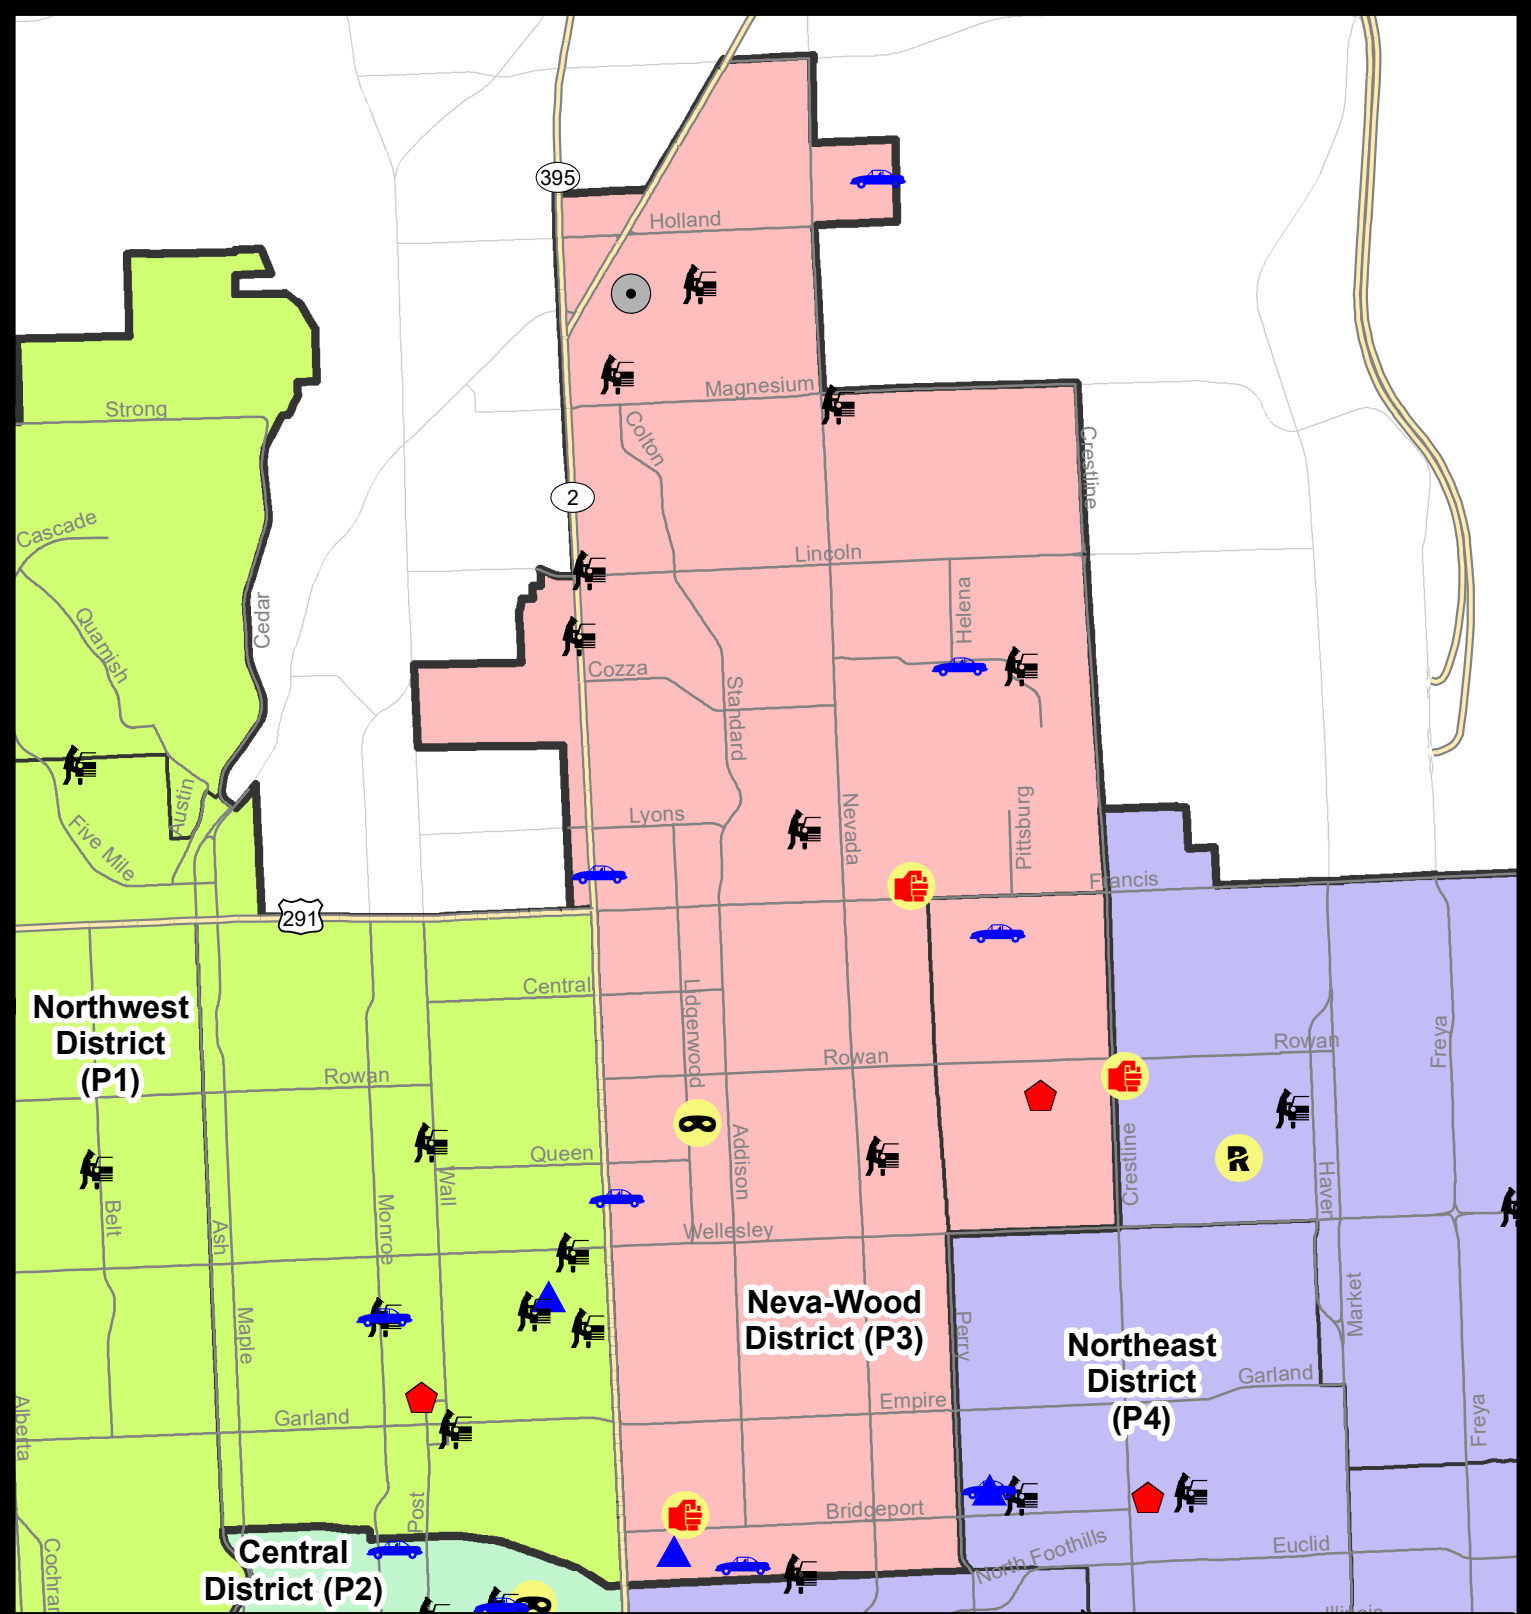 395
Holland
Strong
Magnesium
Colton
Crestline
2
Cascade
Lincoln
Quamish
Cedar
Helena
Cozza
Standard
Austin
Five Mile
Lyons
Nevada
Pittsburg
Francis
291
Central
Lidgerwood
Northwest
District
(P1)
Rowan
Rowan
Rowan
Freya
Queen
Wall
Addison
Crestline
Haven
Belt
Ash
Monroe
Wellesley
Maple
Neva-Wood
District (P3)
Perry
Market
Northeast
District
(P4)
Garland
Empire
Alberta
Garland
Freya
Post
Bridgeport
Central
District (P2)
North Foothills
Euclid